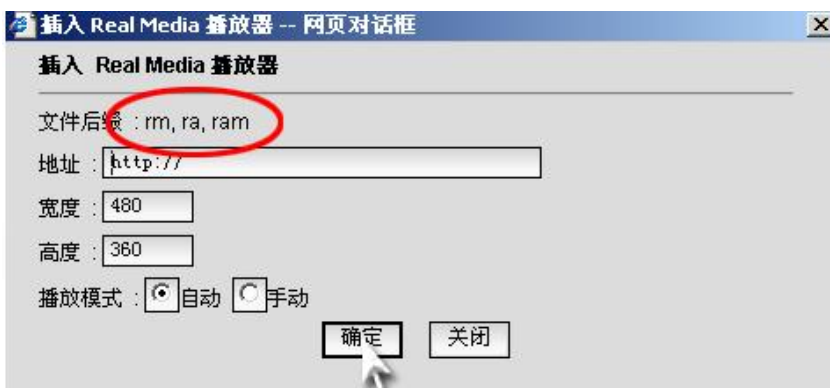 插入 Real Media 播放器 -- 网页对话框
插入 Real Media 播放器
文件后缀 : rm, ra, ram
地址 : http://
宽度 : 480
高度 : 360
播放模式 : 自动 手动
确定 关闭